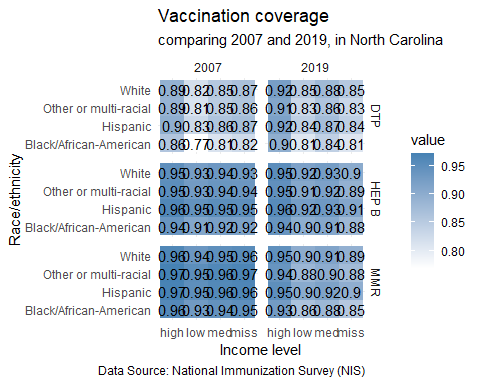 Vaccination coverage
comparing 2007 and 2019, in North Carolina
2007 2019
White 0.89 0.82 0.85 0.87 0.92 0.85 0.88 0.85
Other or multi-racial 0.89 0.81 0.85 0.86 0.91 0.83 0.86 0.83
Hispanic 0.90 0.83 0.86 0.87 0.92 0.84 0.87 0.84
Black/African-American 0.86 0.77 0.81 0.82 0.90 0.81 0.84 0.81
DTP
White 0.95 0.93 0.94 0.94 0.95 0.92 0.93 0.9
Other or multi-racial 0.95 0.93 0.94 0.93 0.95 0.91 0.92 0.89
Hispanic 0.96 0.95 0.95 0.95 0.96 0.92 0.93 0.91
Black/African-American 0.94 0.91 0.92 0.92 0.94 0.90 0.91 0.88
HEP B
White 0.96 0.94 0.95 0.96 0.95 0.90 0.91 0.89
Other or multi-racial 0.97 0.95 0.96 0.97 0.94 0.88 0.90 0.88
Hispanic 0.97 0.95 0.96 0.96 0.95 0.90 0.92 0.9
Black/African-American 0.96 0.93 0.94 0.95 0.93 0.86 0.88 0.85
MMR
high low med miss high low med miss
Income level
Race/ethnicity
value
0.95
0.90
0.85
0.80
Data Source: National Immunization Survey (NIS)